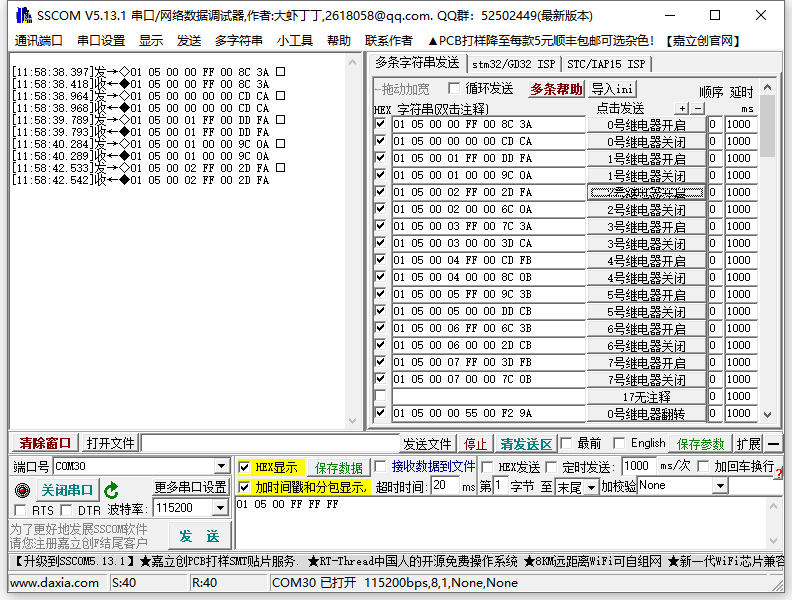 SSCOM V5.13.1 串口/网络数据调试器,作者:大虾丁丁,2618058@qq.com. QQ群：52502449(最新版本)
通讯端口 串口设置 显示 发送 多字符串 小工具 帮助 联系作者 ▲PCB打样降至每款5元顺丰包邮可选杂色！【嘉立创官网】
[11:58:38.397]发→◇01 05 00 00 FF 00 8C 3A □
[11:58:38.418]收←◆01 05 00 00 FF 00 8C 3A
[11:58:38.964]发→◇01 05 00 00 00 00 CD CA □
[11:58:38.968]收←◆01 05 00 00 00 00 CD CA
[11:58:39.789]发→◇01 05 00 01 FF 00 DD FA □
[11:58:39.793]收←◆01 05 00 01 FF 00 DD FA
[11:58:40.284]发→◇01 05 00 01 00 00 9C 0A □
[11:58:40.289]收←◆01 05 00 01 00 00 9C 0A
[11:58:42.533]发→◇01 05 00 02 FF 00 2D FA □
[11:58:42.542]收←◆01 05 00 02 FF 00 2D FA
多条字符串发送 stm32/GD32 ISP STC/IAP15 ISP
←拖动加宽 循环发送 多条帮助 导入ini 顺序 延时
HEX 字符串(双击注释) 点击发送 + − ms
01 05 00 00 FF 00 8C 3A 0号继电器开启 0 1000
01 05 00 00 00 00 CD CA 0号继电器关闭 0 1000
01 05 00 01 FF 00 DD FA 1号继电器开启 0 1000
01 05 00 01 00 00 9C 0A 1号继电器关闭 0 1000
01 05 00 02 FF 00 2D FA 2号继电器开启 0 1000
01 05 00 02 00 00 6C 0A 2号继电器关闭 0 1000
01 05 00 03 FF 00 7C 3A 3号继电器开启 0 1000
01 05 00 03 00 00 3D CA 3号继电器关闭 0 1000
01 05 00 04 FF 00 CD FB 4号继电器开启 0 1000
01 05 00 04 00 00 8C 0B 4号继电器关闭 0 1000
01 05 00 05 FF 00 9C 3B 5号继电器开启 0 1000
01 05 00 05 00 00 DD CB 5号继电器关闭 0 1000
01 05 00 06 FF 00 6C 3B 6号继电器开启 0 1000
01 05 00 06 00 00 2D CB 6号继电器关闭 0 1000
01 05 00 07 FF 00 3D FB 7号继电器开启 0 1000
01 05 00 07 00 00 7C 0B 7号继电器关闭 0 1000
17无注释 0 1000
01 05 00 00 55 00 F2 9A 0号继电器翻转 0 1000
清除窗口 打开文件 发送文件 停止 清发送区 最前 English 保存参数 扩展 −
端口号 COM30 HEX显示 保存数据 接收数据到文件 HEX发送 定时发送: 1000 ms/次 加回车换行 ?
关闭串口 更多串口设置 加时间戳和分包显示, 超时时间: 20 ms 第 1 字节 至 末尾 加校验 None
RTS DTR 波特率: 115200 01 05 00 FF FF FF
为了更好地发展SSCOM软件
请您注册嘉立创F结尾客户 发 送
【升级到SSCOM5.13.1】★嘉立创PCB打样SMT贴片服务. ★RT-Thread中国人的开源免费操作系统 ★8KM远距离WiFi可自组网 ★新一代WiFi芯片兼容
www.daxia.com S:40 R:40 COM30 已打开 115200bps,8,1,None,None